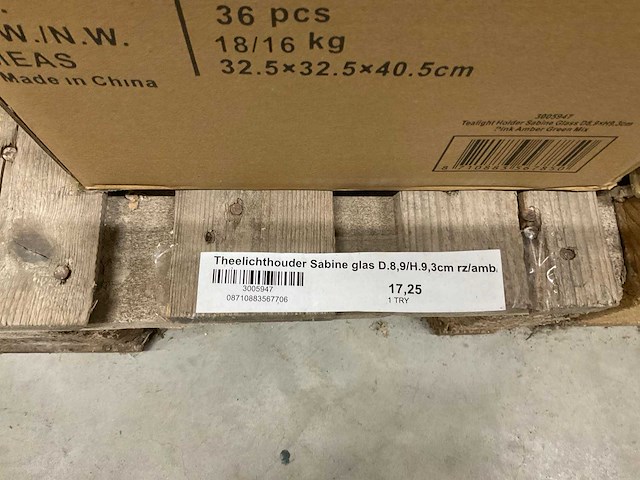 W./N.W.
MEAS
Made in China
36 pcs
18/16 kg
32.5×32.5×40.5cm
3005947
Tealight Holder Sabine Glass D8,9×H9,3cm
Pink Amber Green Mix
Theelichthouder Sabine glas D.8,9/H.9,3cm rz/amb.
3005947
08710883567706
17,25
1 TRY